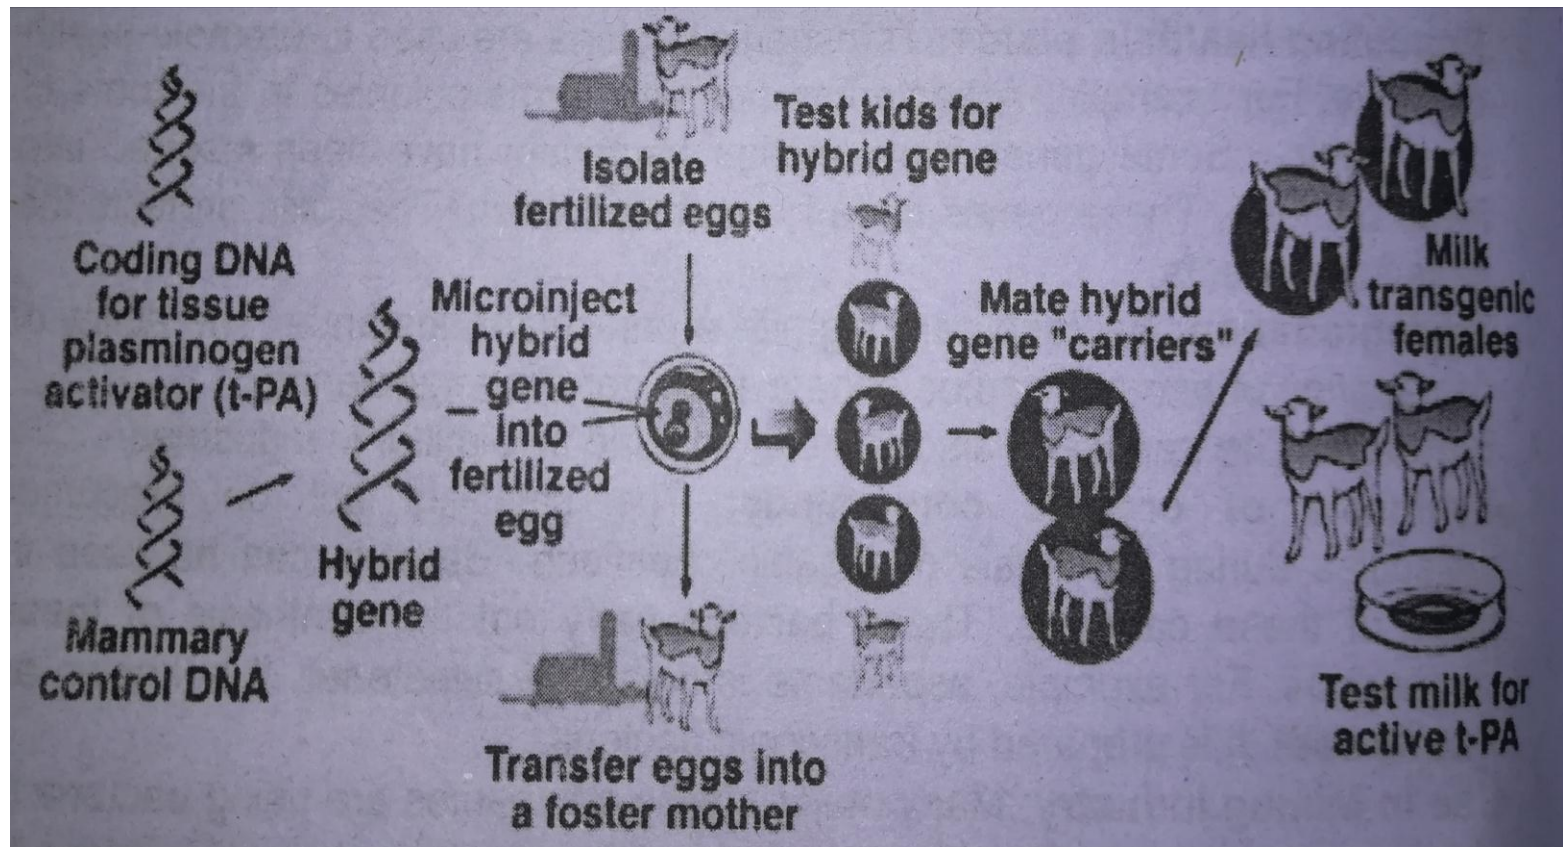 Coding DNA
for tissue
plasminogen
activator (t-PA)
Mammary
control DNA
Hybrid
gene
Microinject
hybrid
gene
into
fertilized
egg
Isolate
fertilized eggs
Transfer eggs into
a foster mother
Test kids for
hybrid gene
Mate hybrid
gene "carriers"
Milk
transgenic
females
Test milk for
active t-PA